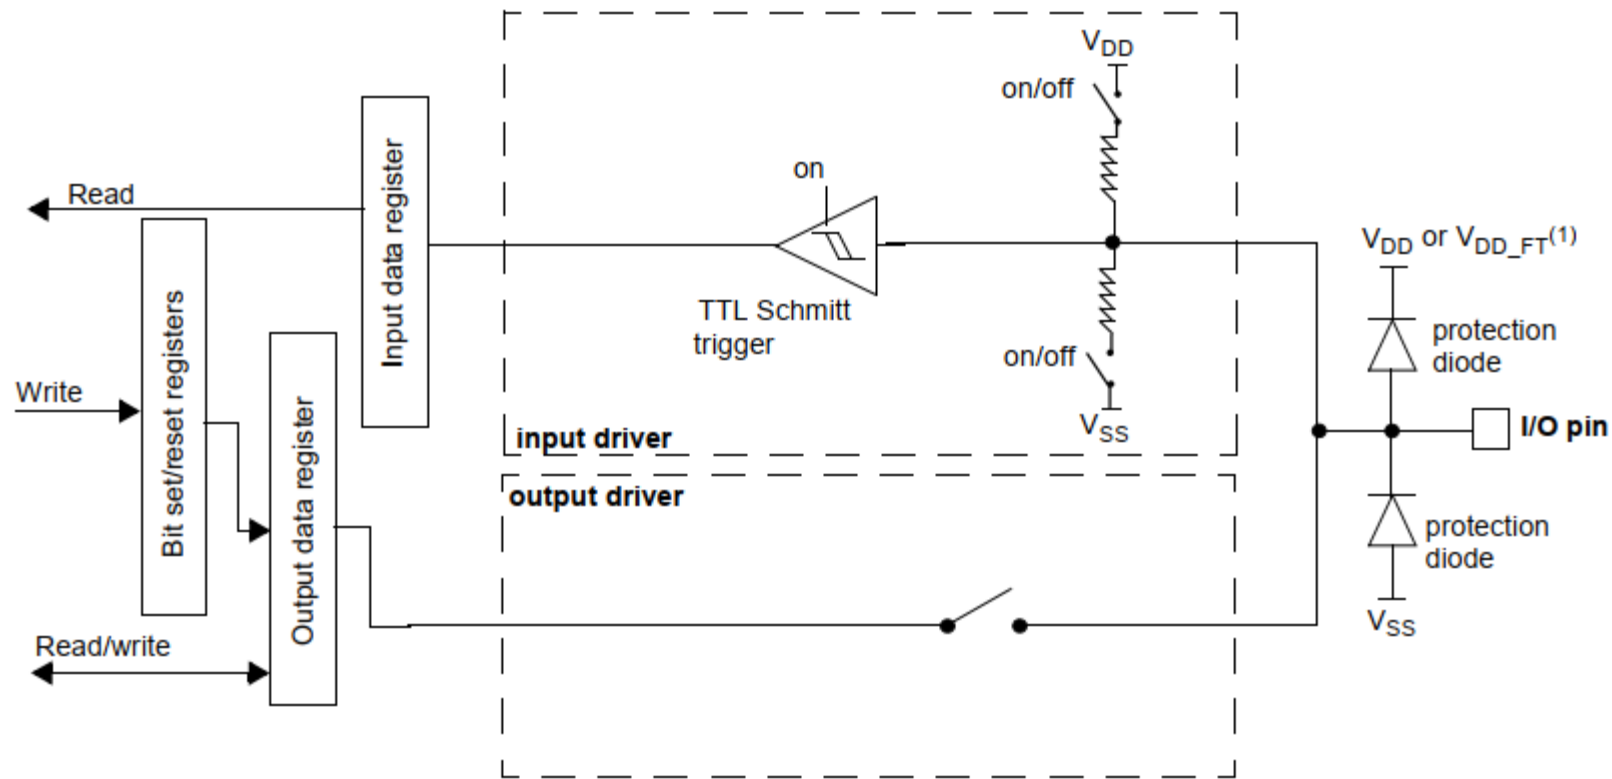 VDD
on/off
on
Read
Input data register
TTL Schmitt
trigger
on/off
VSS
input driver
VDD or VDD_FT(1)
protection
diode
I/O pin
protection
diode
VSS
Write
Bit set/reset registers
Output data register
Read/write
output driver